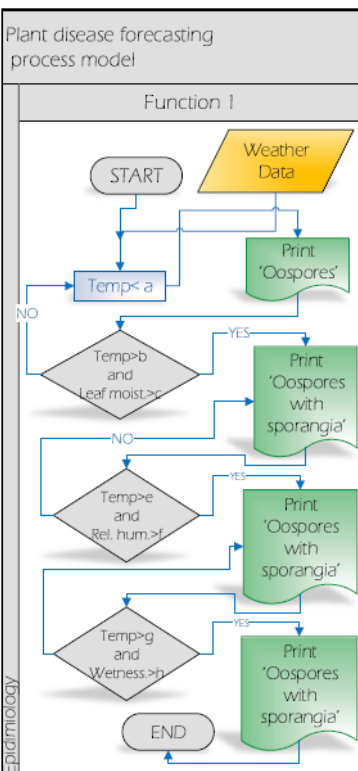 Plant disease forecasting
process model
Function 1
START
Weather
Data
Temp< a
Print
'Oospores'
NO
Temp>b
and
Leaf moist.>c
YES
Print
'Oospores
with
sporangia'
NO
Temp>e
and
Rel. hum.>f
YES
Print
'Oospores
with
sporangia'
Temp>g
and
Wetness.>h
YES
Print
'Oospores
with
sporangia'
END
Epidimiology